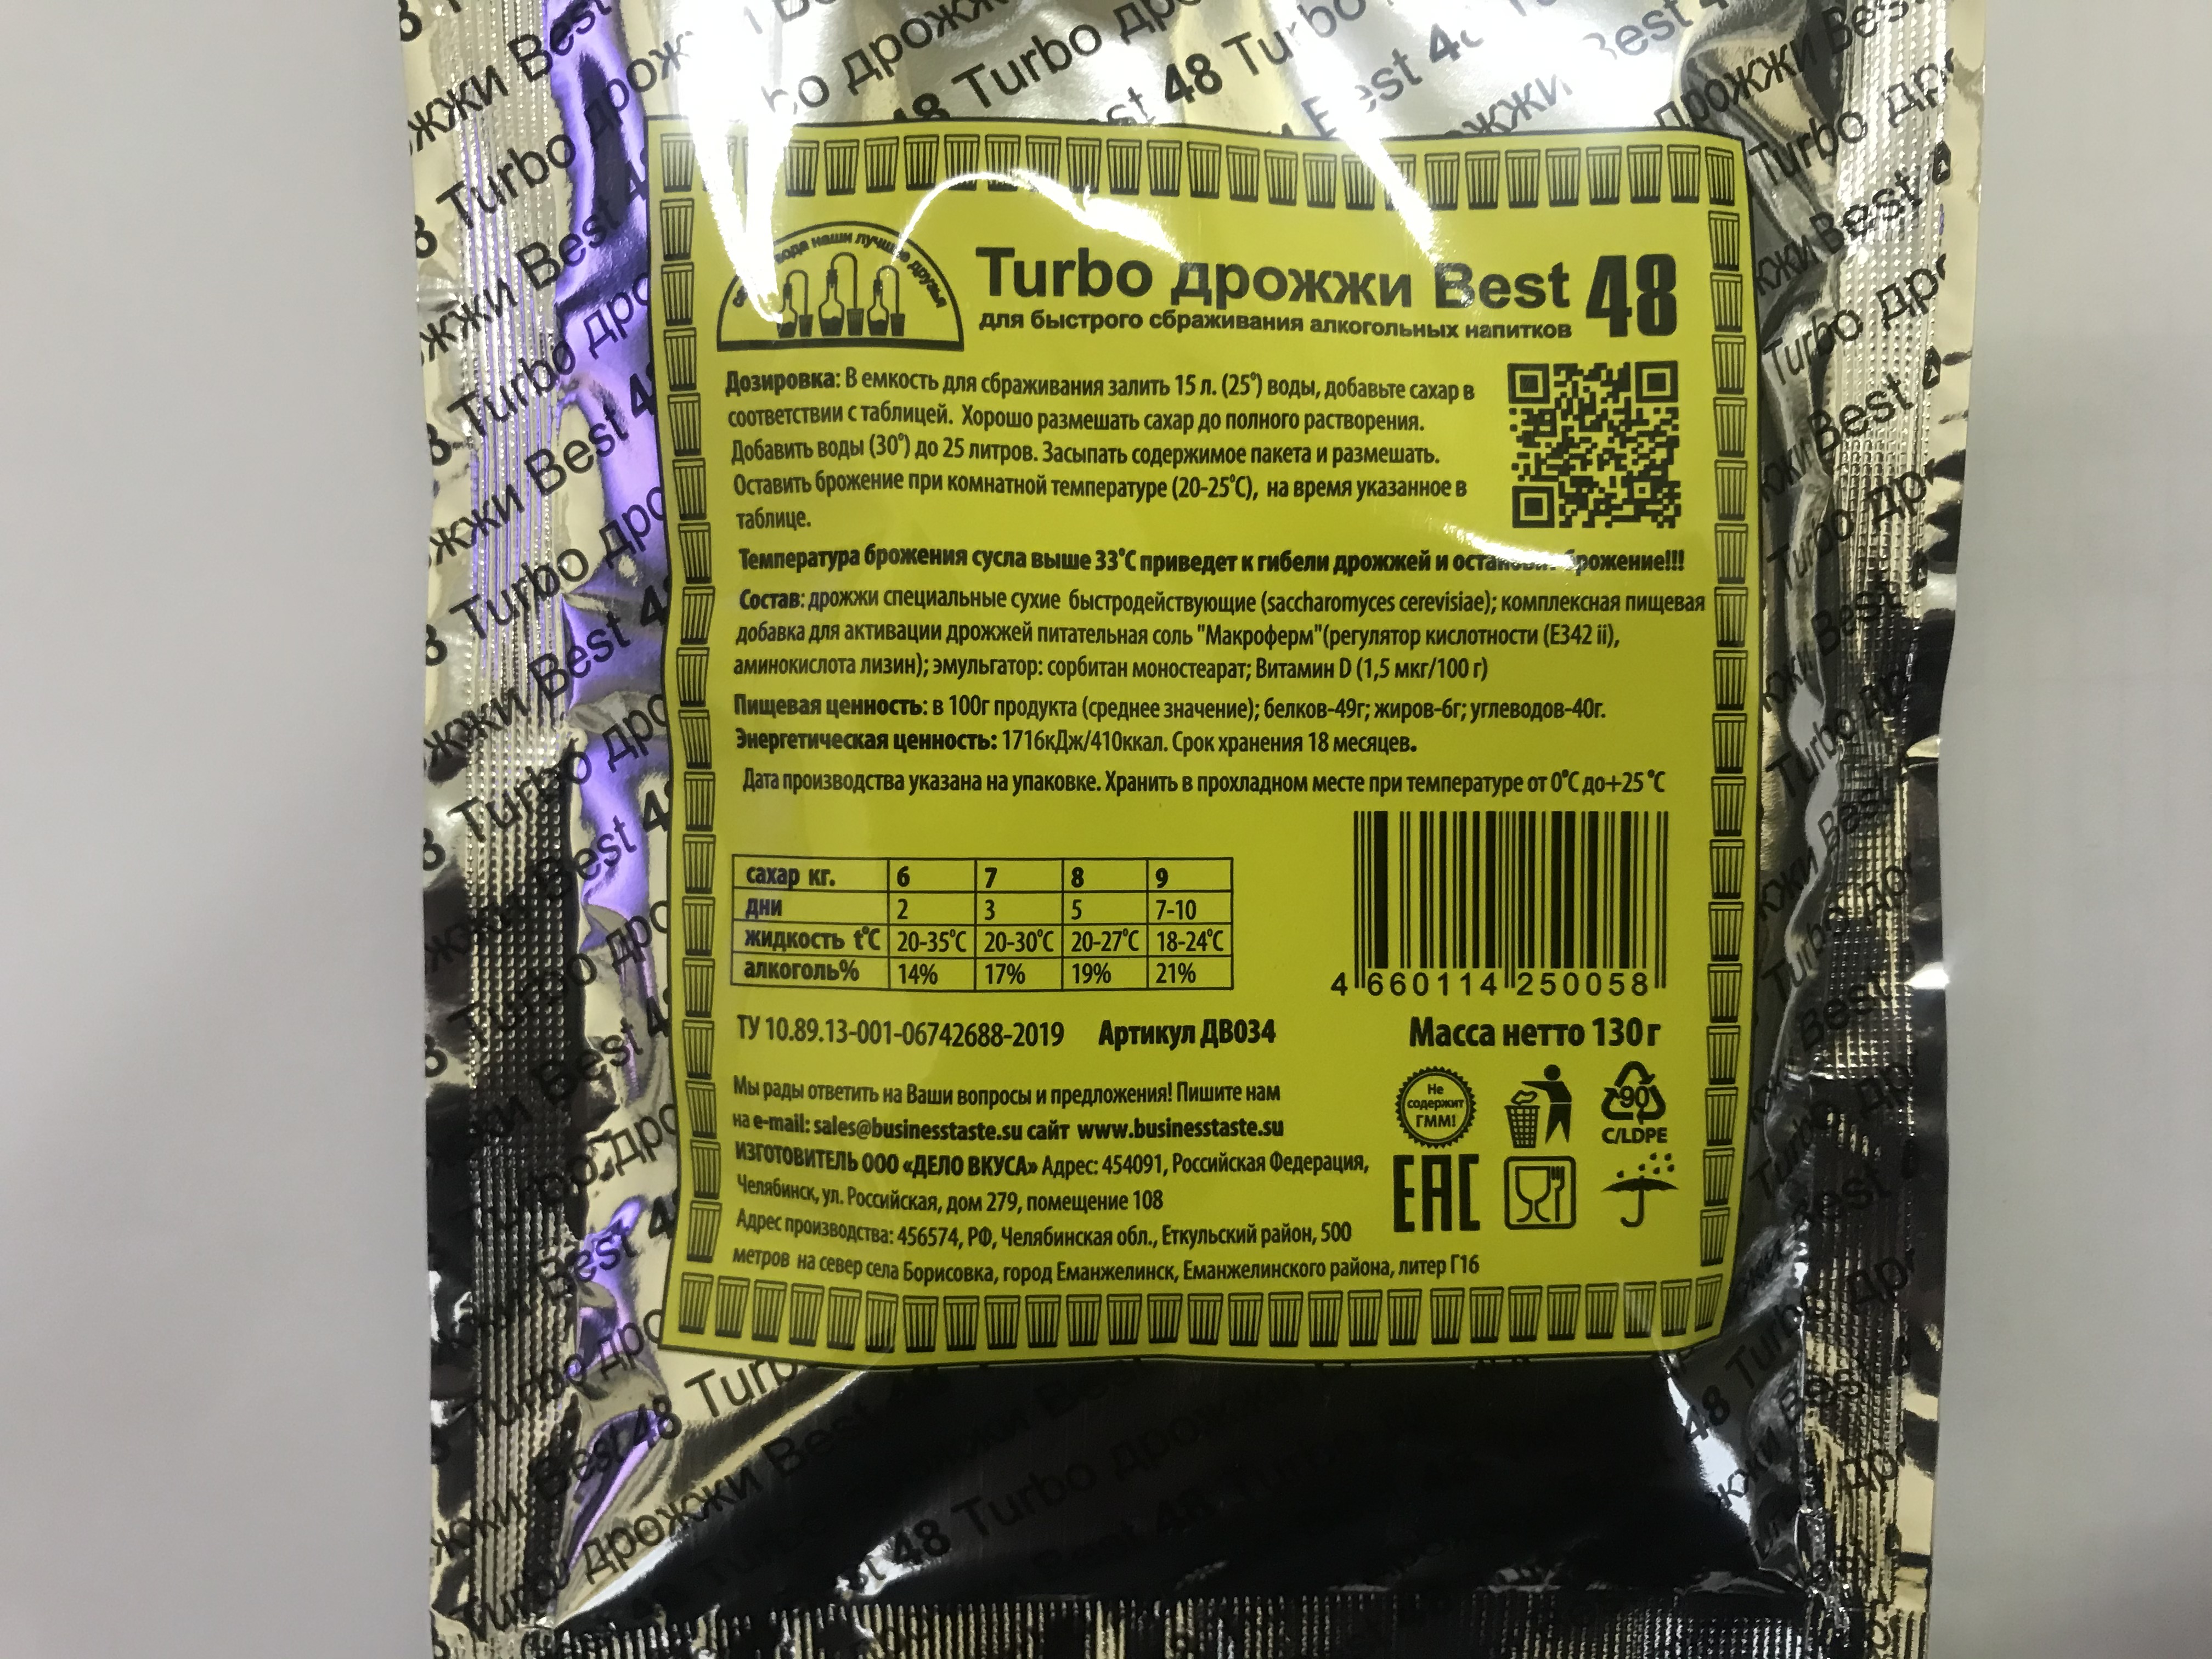 вода наши лучшие друзья
Turbo дрожжи Best 48
для быстрого сбраживания алкогольных напитков
Дозировка: В емкость для сбраживания залить 15 л. (25°) воды, добавьте сахар в
соответствии с таблицей. Хорошо размешать сахар до полного растворения.
Добавить воды (30°) до 25 литров. Засыпать содержимое пакета и размешать.
Оставить брожение при комнатной температуре (20-25°C), на время указанное в
таблице.
Температура брожения сусла выше 33°C приведет к гибели дрожжей и остановит брожение!!!
Состав: дрожжи специальные сухие быстродействующие (saccharomyces cerevisiae); комплексная пищевая
добавка для активации дрожжей питательная соль "Макроферм"(регулятор кислотности (E342 ii),
аминокислота лизин); эмульгатор: сорбитан моностеарат; Витамин D (1,5 мкг/100 г)
Пищевая ценность: в 100г продукта (среднее значение); белков-49г; жиров-6г; углеводов-40г.
Энергетическая ценность: 1716кДж/410ккал. Срок хранения 18 месяцев.
Дата производства указана на упаковке. Хранить в прохладном месте при температуре от 0°C до+25 °C
сахар кг. 6 7 8 9
дни 2 3 5 7-10
жидкость t°C 20-35°C 20-30°C 20-27°C 18-24°C
алкоголь% 14% 17% 19% 21%
4 660114 250058
ТУ 10.89.13-001-06742688-2019 Артикул ДВ034
Масса нетто 130г
Мы рады ответить на Ваши вопросы и предложения! Пишите нам
на e-mail: sales@businesstaste.su сайт www.businesstaste.su
ИЗГОТОВИТЕЛЬ ООО «ДЕЛО ВКУСА» Адрес: 454091, Российская Федерация,
Челябинск, ул. Российская, дом 279, помещение 108
Адрес производства: 456574, РФ, Челябинская обл., Еткульский район, 500
метров на север села Борисовка, город Еманжелинск, Еманжелинского района, литер Г16
Не
содержит
ГММ!
90
C/LDPE
EAC